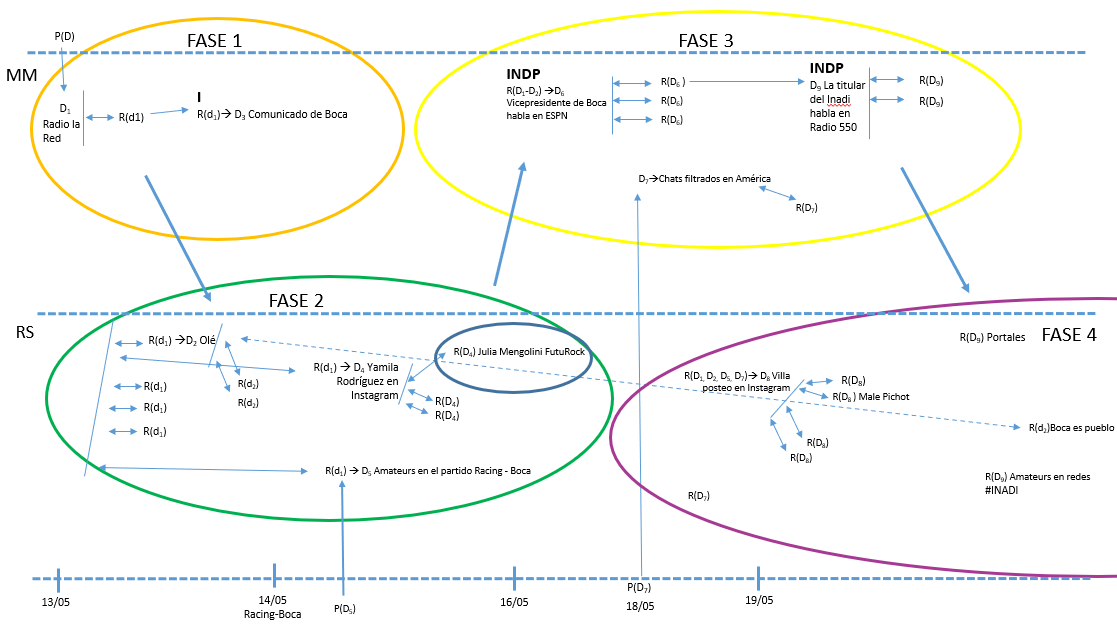 P(D)
FASE 1
FASE 3
MM
D₁
Radio la
Red
R(d1)
I
R(d₁)→ D₃ Comunicado de Boca
INDP
R(D₁-D₂) →D₆
Vicepresidente de Boca
habla en ESPN
R(D₆ )
R(D₆)
R(D₆)
INDP
D₉ La titular
del Inadi
habla en
Radio 550
R(D₉)
R(D₉)
D₇→Chats filtrados en América
R(D₇)
FASE 2
RS
R(d₁) →D₂ Olé
R(d₁)
R(d₁)
R(d₁)
R(d₂)
R(d₂)
R(d₁) → D₄ Yamila
Rodríguez en
Instagram
R(D₄) Julia Mengolini FutuRock
R(D₄)
R(D₄)
R(d₁) → D₅ Amateurs en el partido Racing - Boca
FASE 4
R(D₉) Portales
R(D₁, D₂, D₅, D₇)→ D₈ Villa
posteo en Instagram
R(D₈)
R(D₈ ) Male Pichot
R(D₈)
R(D₈)
R(d₂)Boca es pueblo
R(D₉) Amateurs en redes
#INADI
R(D₇)
13/05
14/05
Racing-Boca
P(D₅)
16/05
P(D₇)
18/05
19/05